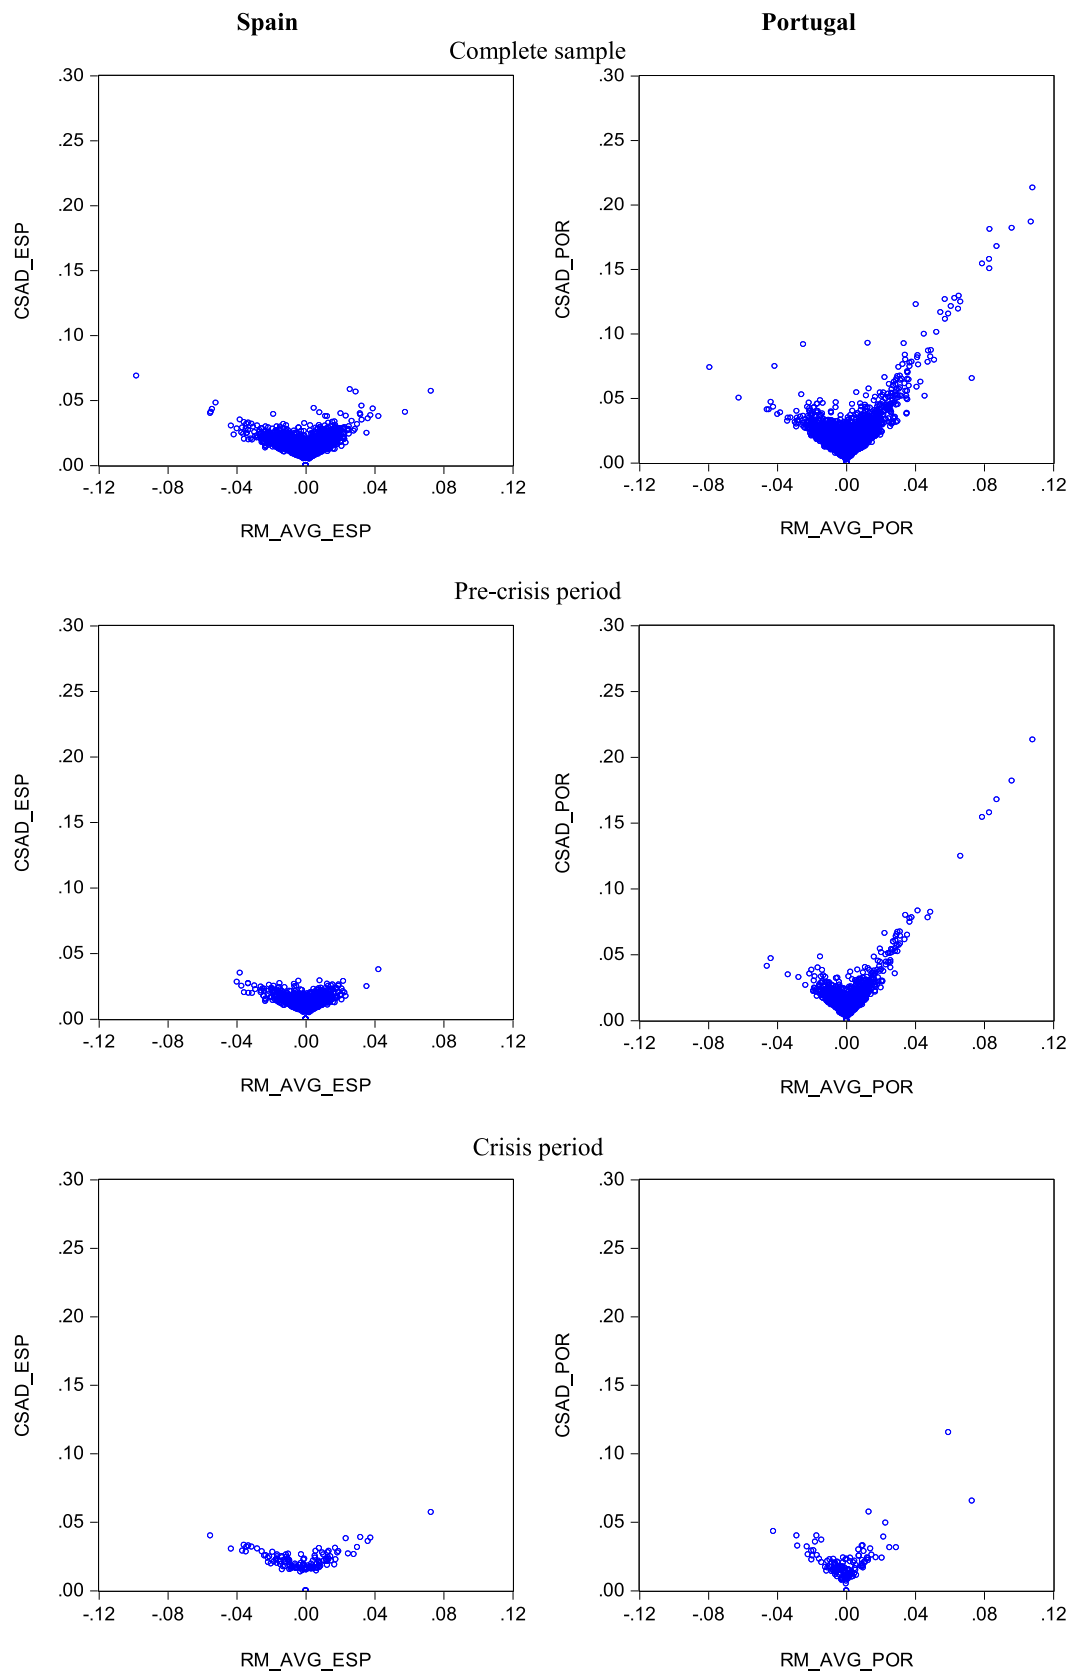 Spain Portugal
Complete sample
.30 .30
.25 .25
.20 .20
.15 .15
.10 .10
.05 .05
.00 .00
CSAD_ESP CSAD_POR
-.12 -.08 -.04 .00 .04 .08 .12 -.12 -.08 -.04 .00 .04 .08 .12
RM_AVG_ESP RM_AVG_POR
Pre-crisis period
.30 .30
.25 .25
.20 .20
.15 .15
.10 .10
.05 .05
.00 .00
CSAD_ESP CSAD_POR
-.12 -.08 -.04 .00 .04 .08 .12 -.12 -.08 -.04 .00 .04 .08 .12
RM_AVG_ESP RM_AVG_POR
Crisis period
.30 .30
.25 .25
.20 .20
.15 .15
.10 .10
.05 .05
.00 .00
CSAD_ESP CSAD_POR
-.12 -.08 -.04 .00 .04 .08 .12 -.12 -.08 -.04 .00 .04 .08 .12
RM_AVG_ESP RM_AVG_POR